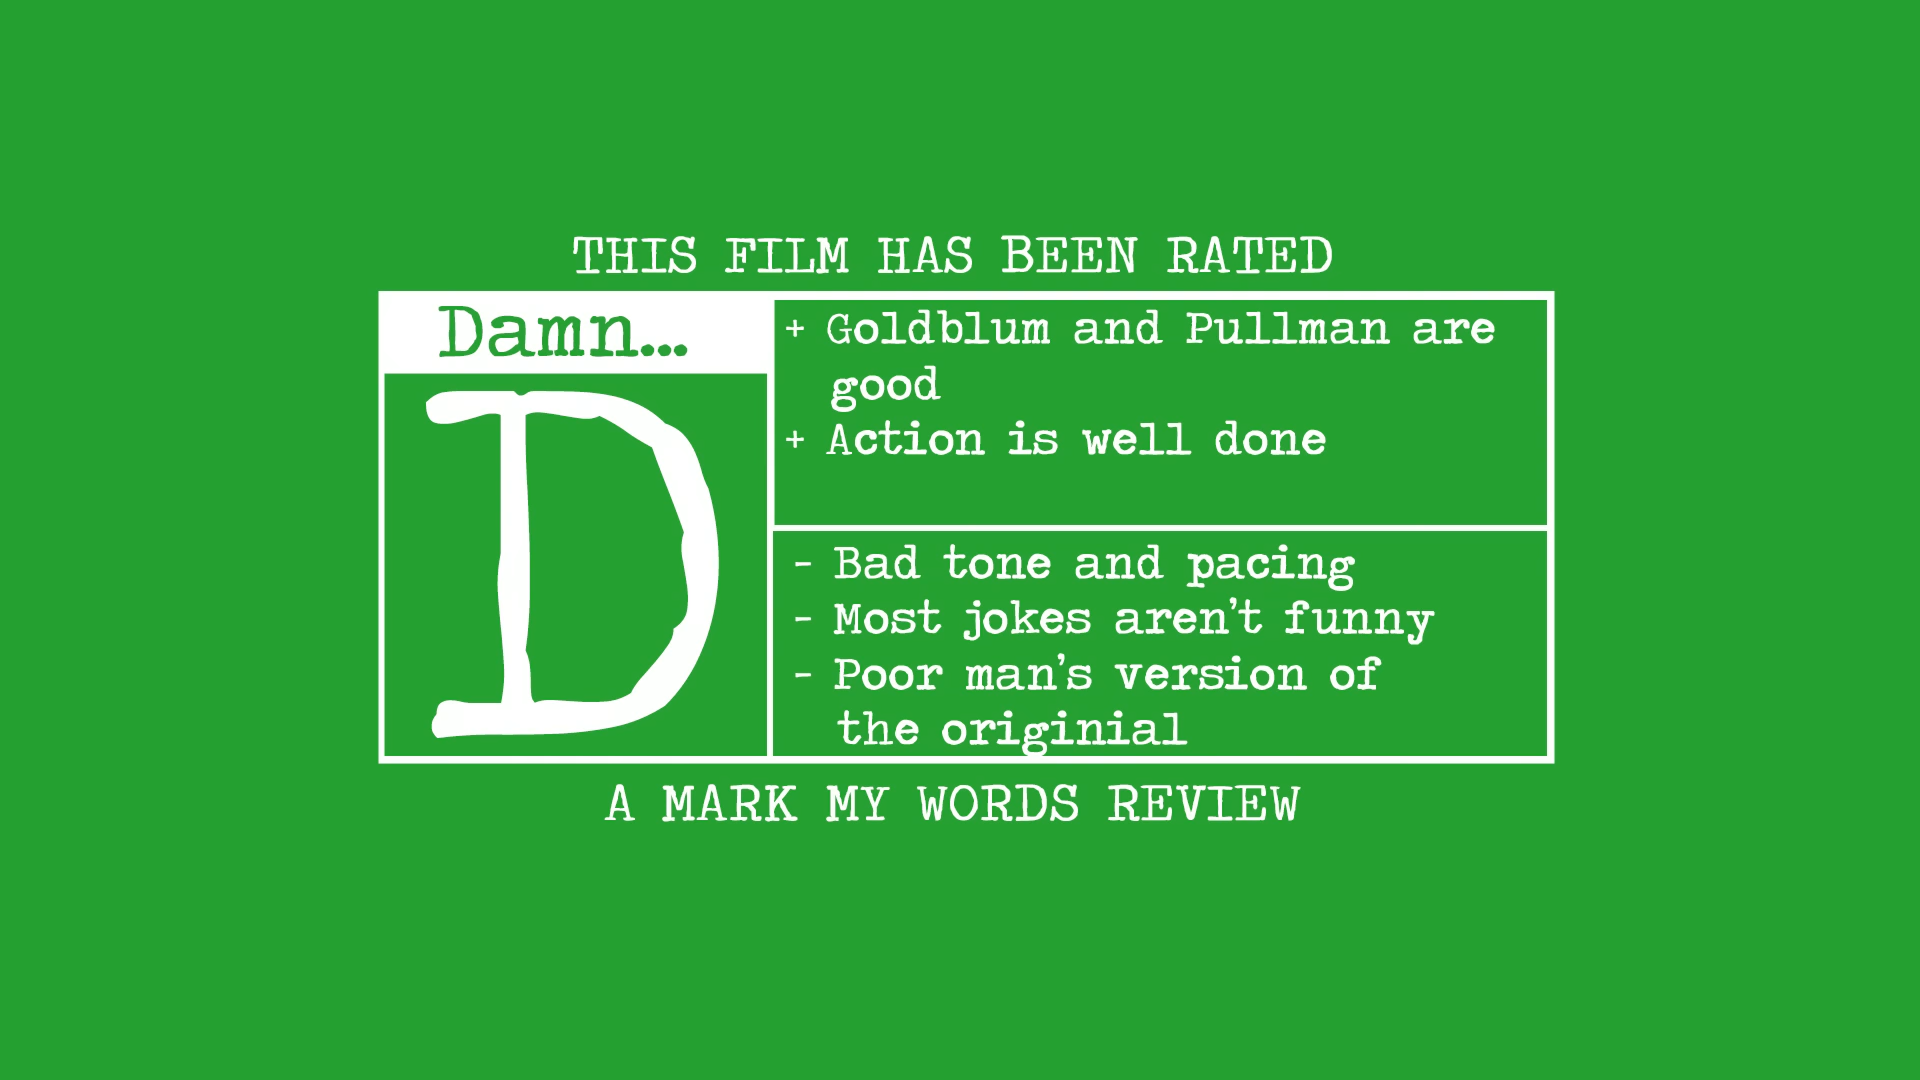 THIS FILM HAS BEEN RATED
Damn...
D
+ Goldblum and Pullman are
good
+ Action is well done
- Bad tone and pacing
- Most jokes aren't funny
- Poor man's version of
the originial
A MARK MY WORDS REVIEW